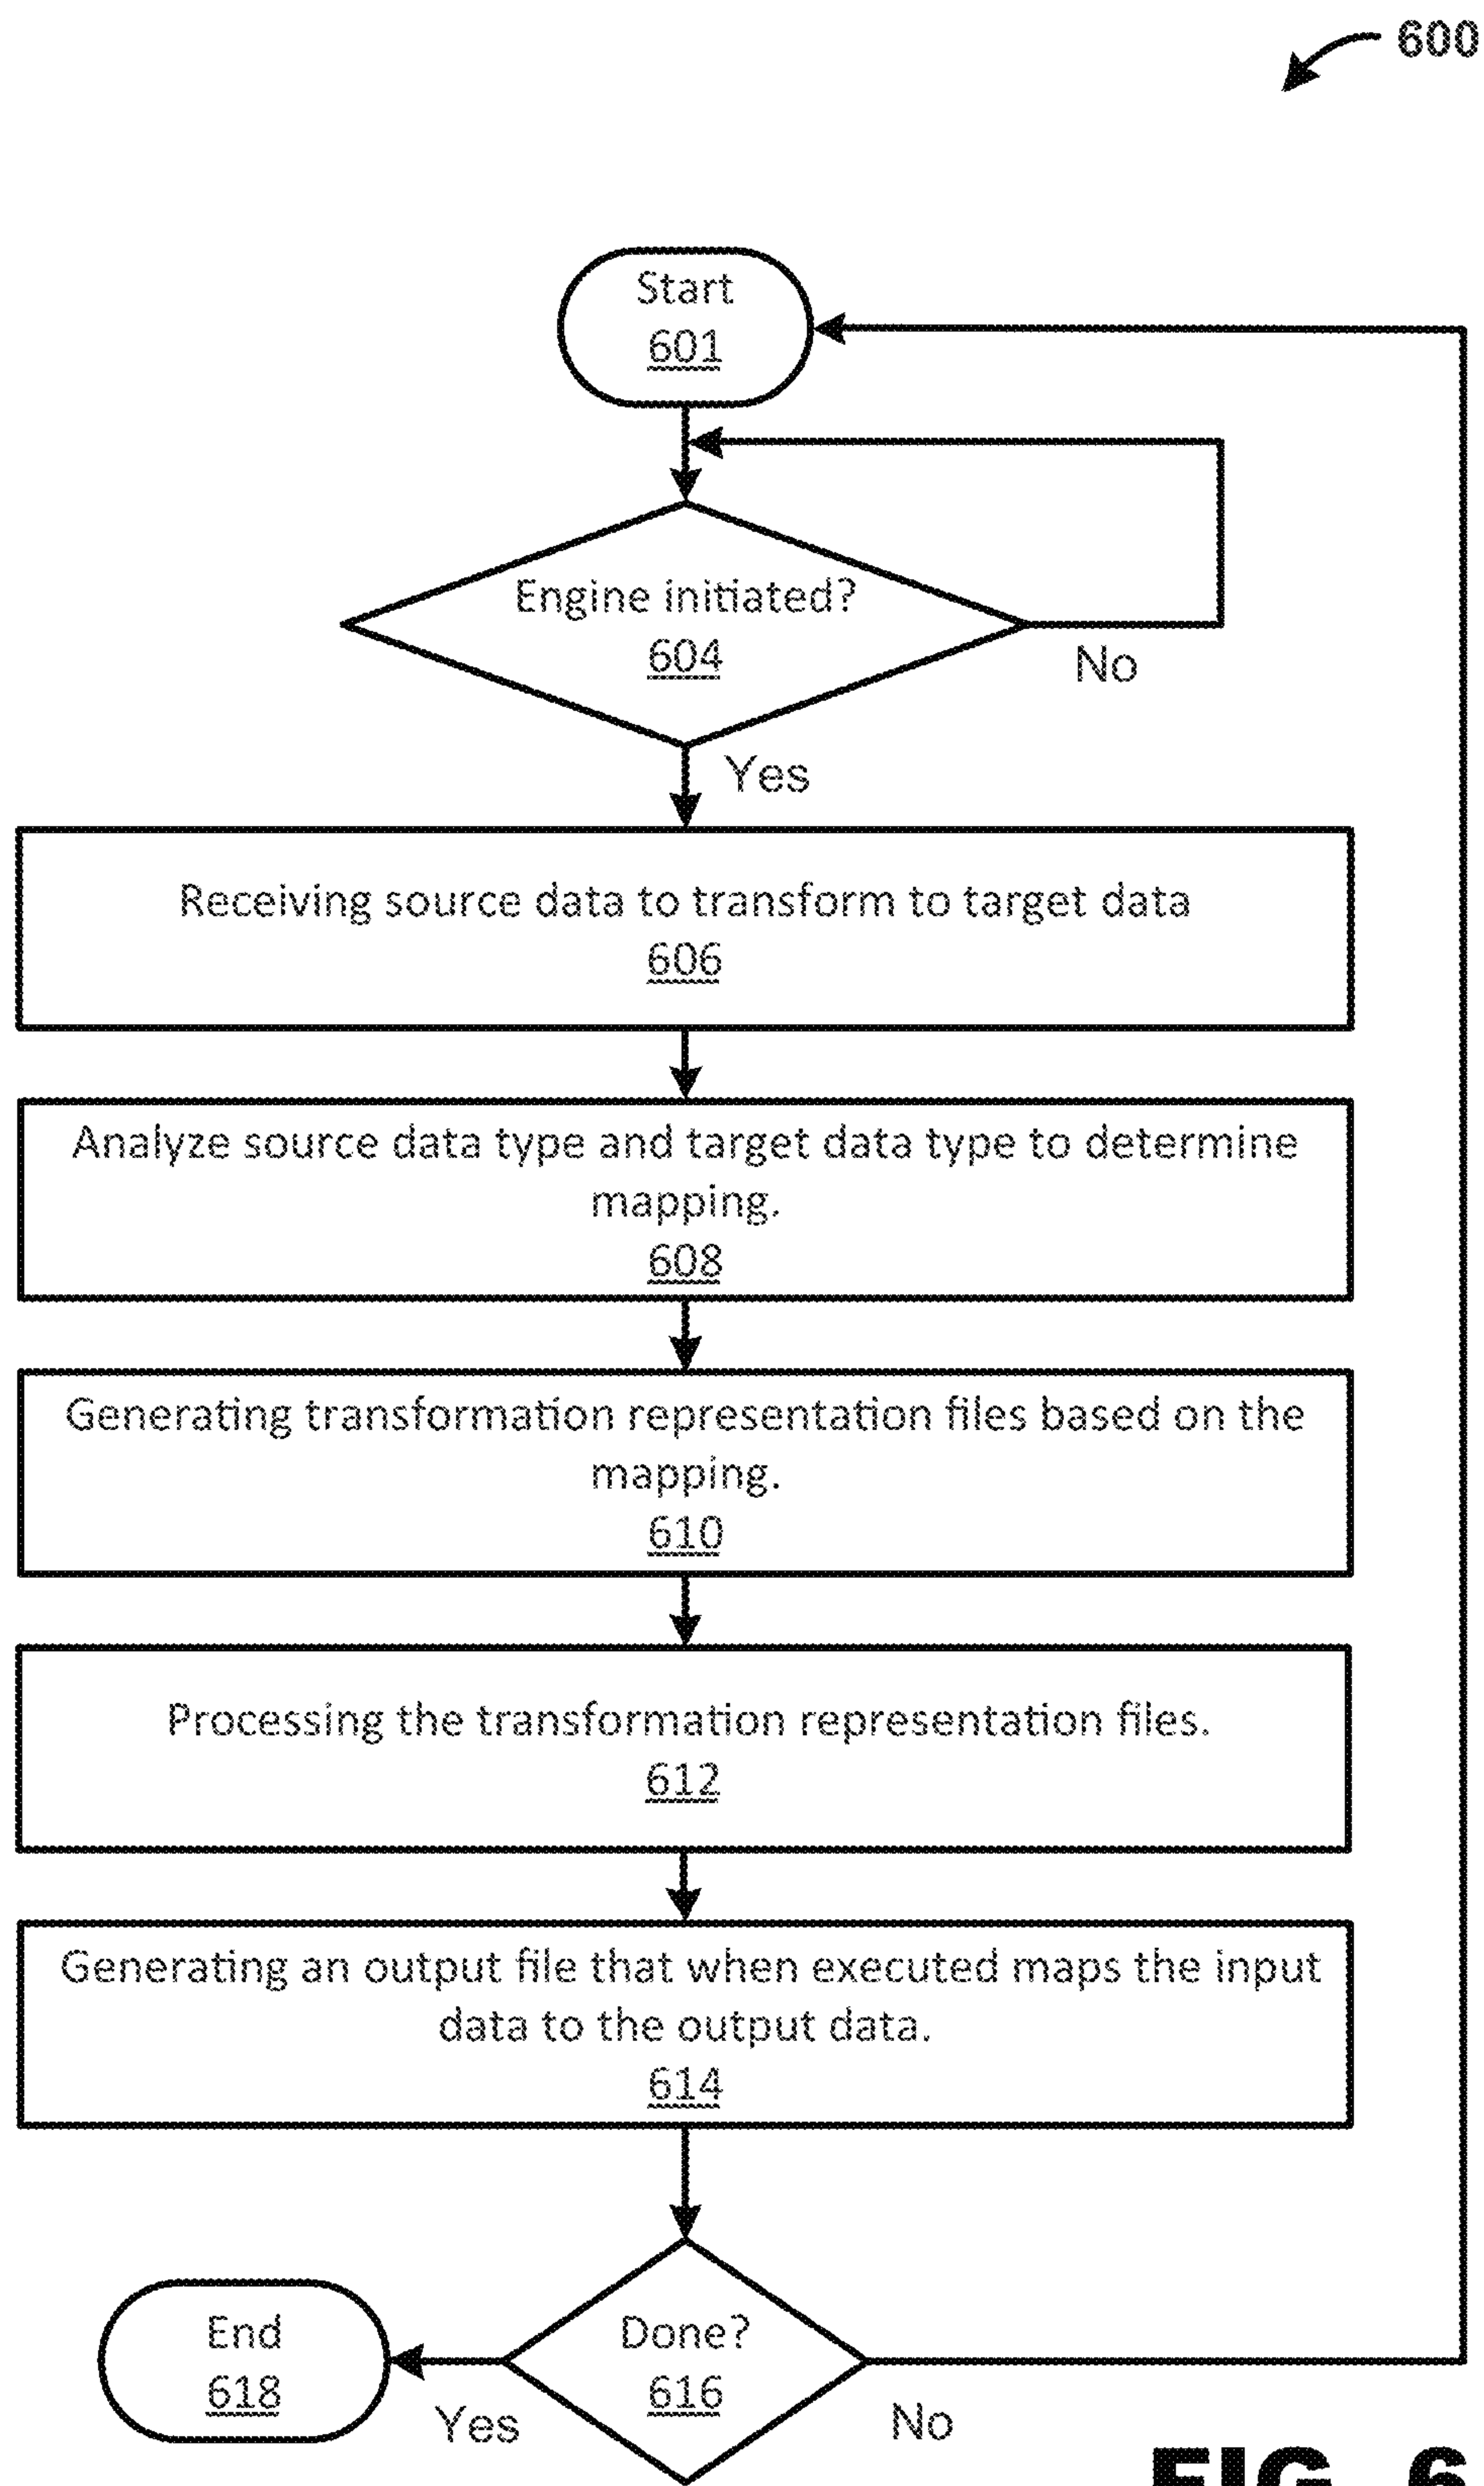 600
Start
601
Engine initiated?
604
No
Yes
Receiving source data to transform to target data
606
Analyze source data type and target data type to determine
mapping.
608
Generating transformation representation files based on the
mapping.
610
Processing the transformation representation files.
612
Generating an output file that when executed maps the input
data to the output data.
614
End
618
Done?
616
Yes
No
FIG. 6